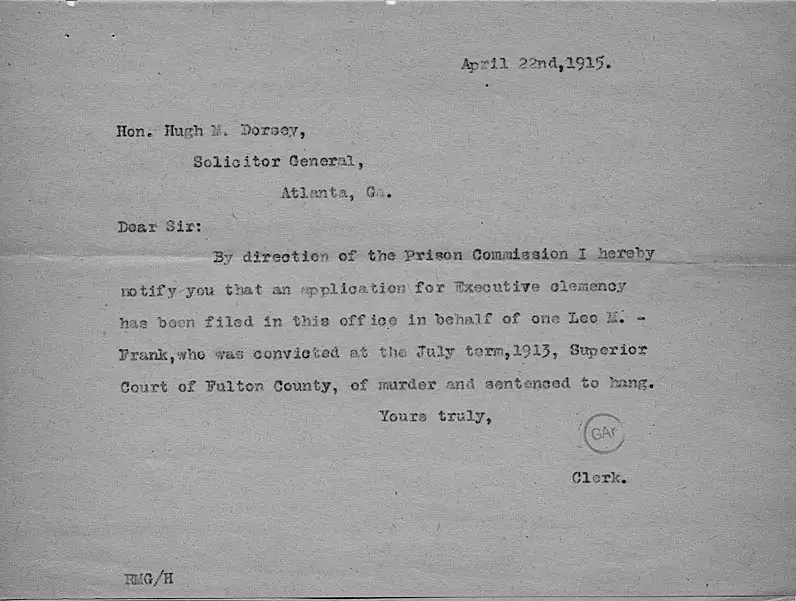 April 22nd,1915.
Hon. Hugh M. Dorsey,
Solicitor General,
Atlanta, Ga.
Dear Sir:
By direction of the Prison Commission I hereby
notify you that an application for Executive clemency
has been filed in this office in behalf of one Leo M. -
Frank,who was convicted at the July term,1913, Superior
Court of Fulton County, of murder and sentenced to hang.
Yours truly,
GAr
Clerk.
RMG/H